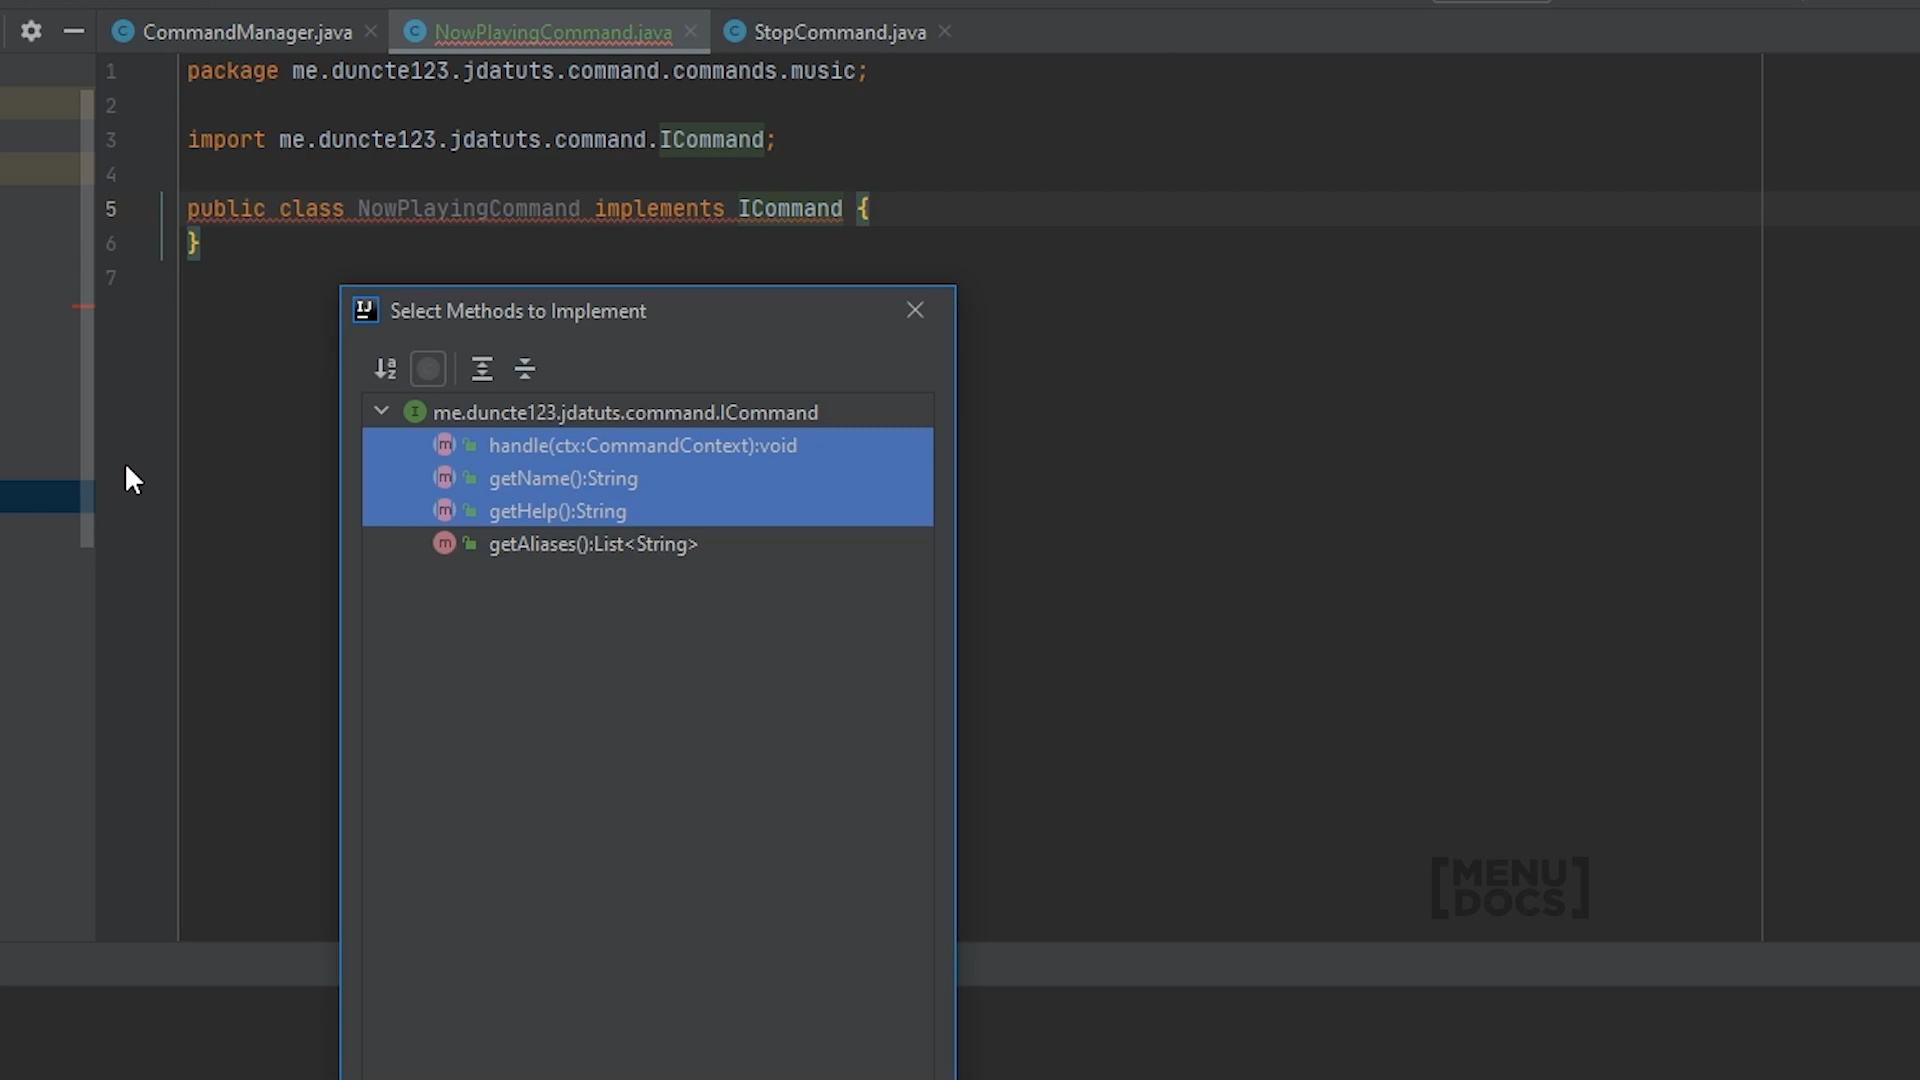 CommandManager.java
NowPlayingCommand.java
StopCommand.java
1 package me.duncte123.jdatuts.command.commands.music;
2
3 import me.duncte123.jdatuts.command.ICommand;
4
5 public class NowPlayingCommand implements ICommand {
6 }
7
IJ Select Methods to Implement
I me.duncte123.jdatuts.command.ICommand
m handle(ctx:CommandContext):void
m getName():String
m getHelp():String
m getAliases():List<String>
[MENU
DOCS]